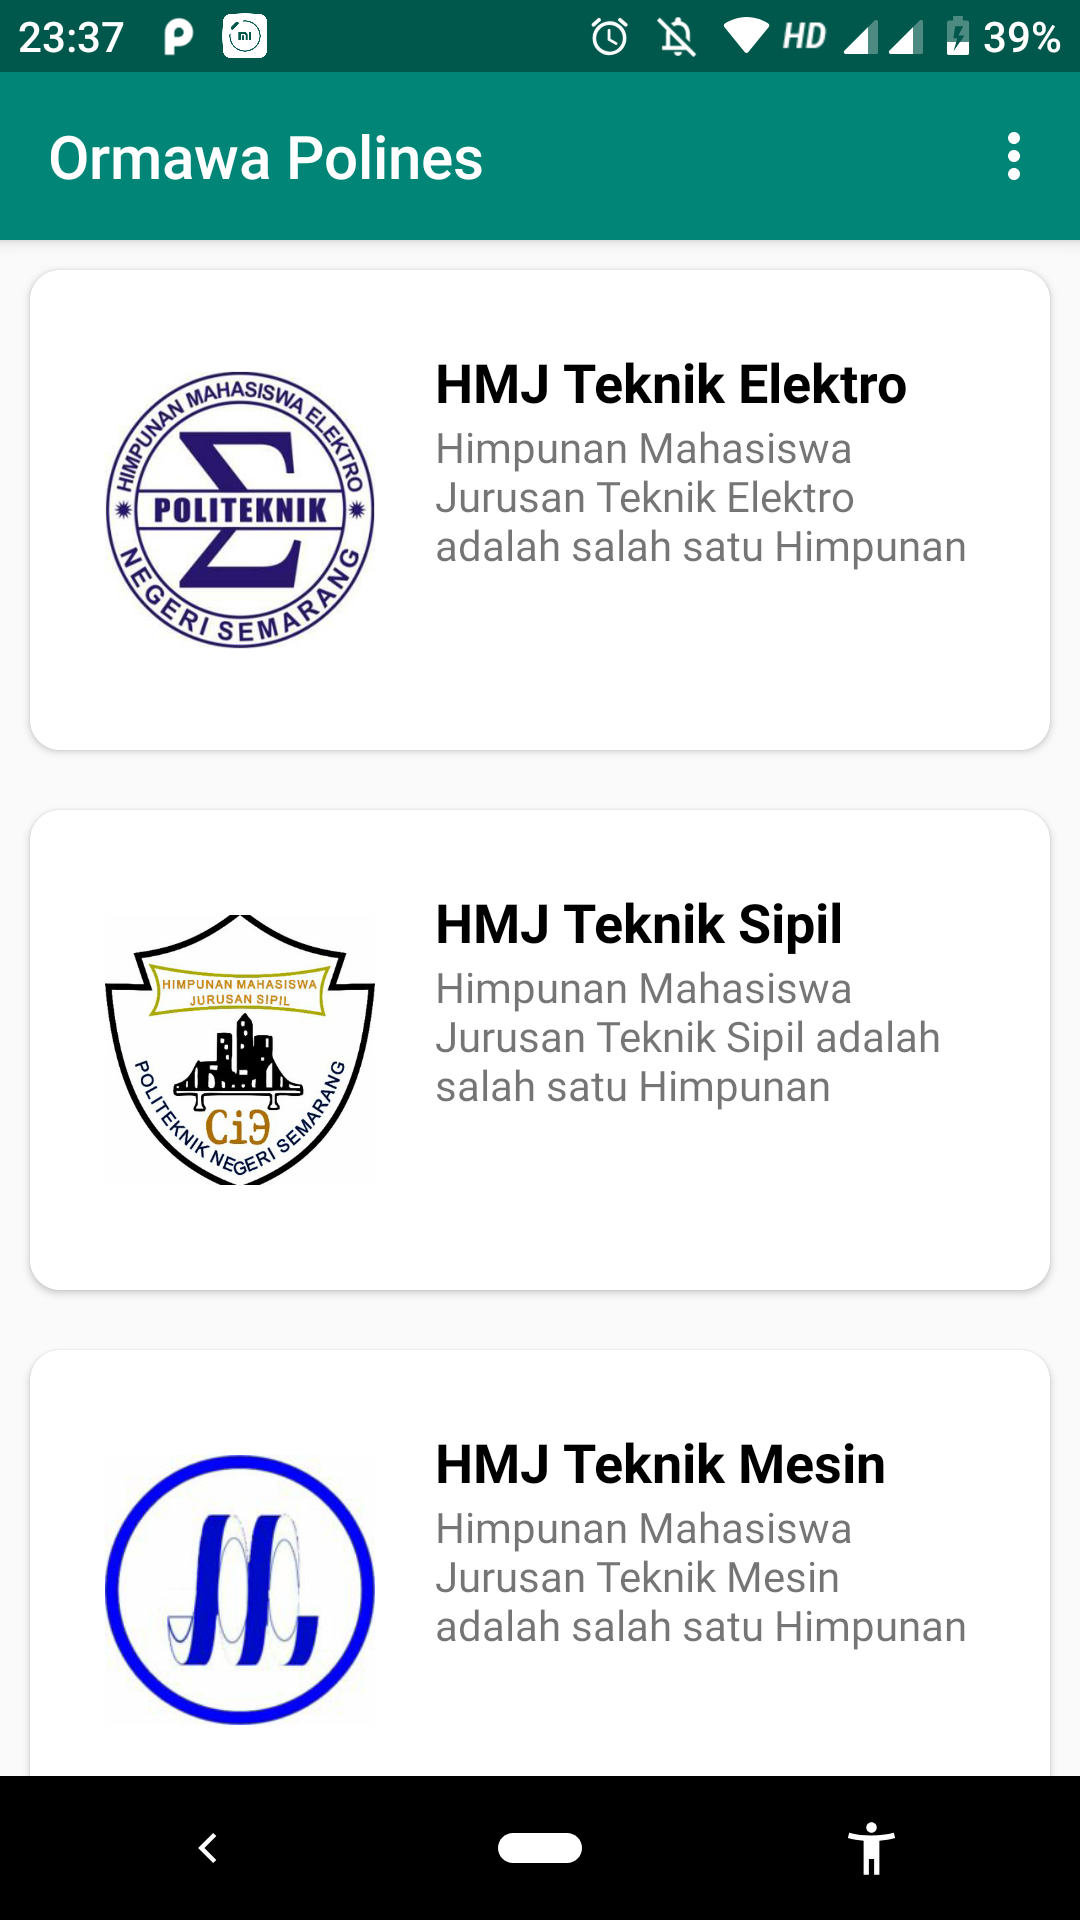 23:37
HD
39%
Ormawa Polines
HMJ Teknik Elektro
Himpunan Mahasiswa
Jurusan Teknik Elektro
adalah salah satu Himpunan
HIMPUNAN MAHASISWA ELEKTRO
POLITEKNIK
NEGERI SEMARANG
HMJ Teknik Sipil
Himpunan Mahasiswa
Jurusan Teknik Sipil adalah
salah satu Himpunan
HIMPUNAN MAHASISWA
JURUSAN SIPIL
POLITEKNIK NEGERI SEMARANG
HMJ Teknik Mesin
Himpunan Mahasiswa
Jurusan Teknik Mesin
adalah salah satu Himpunan